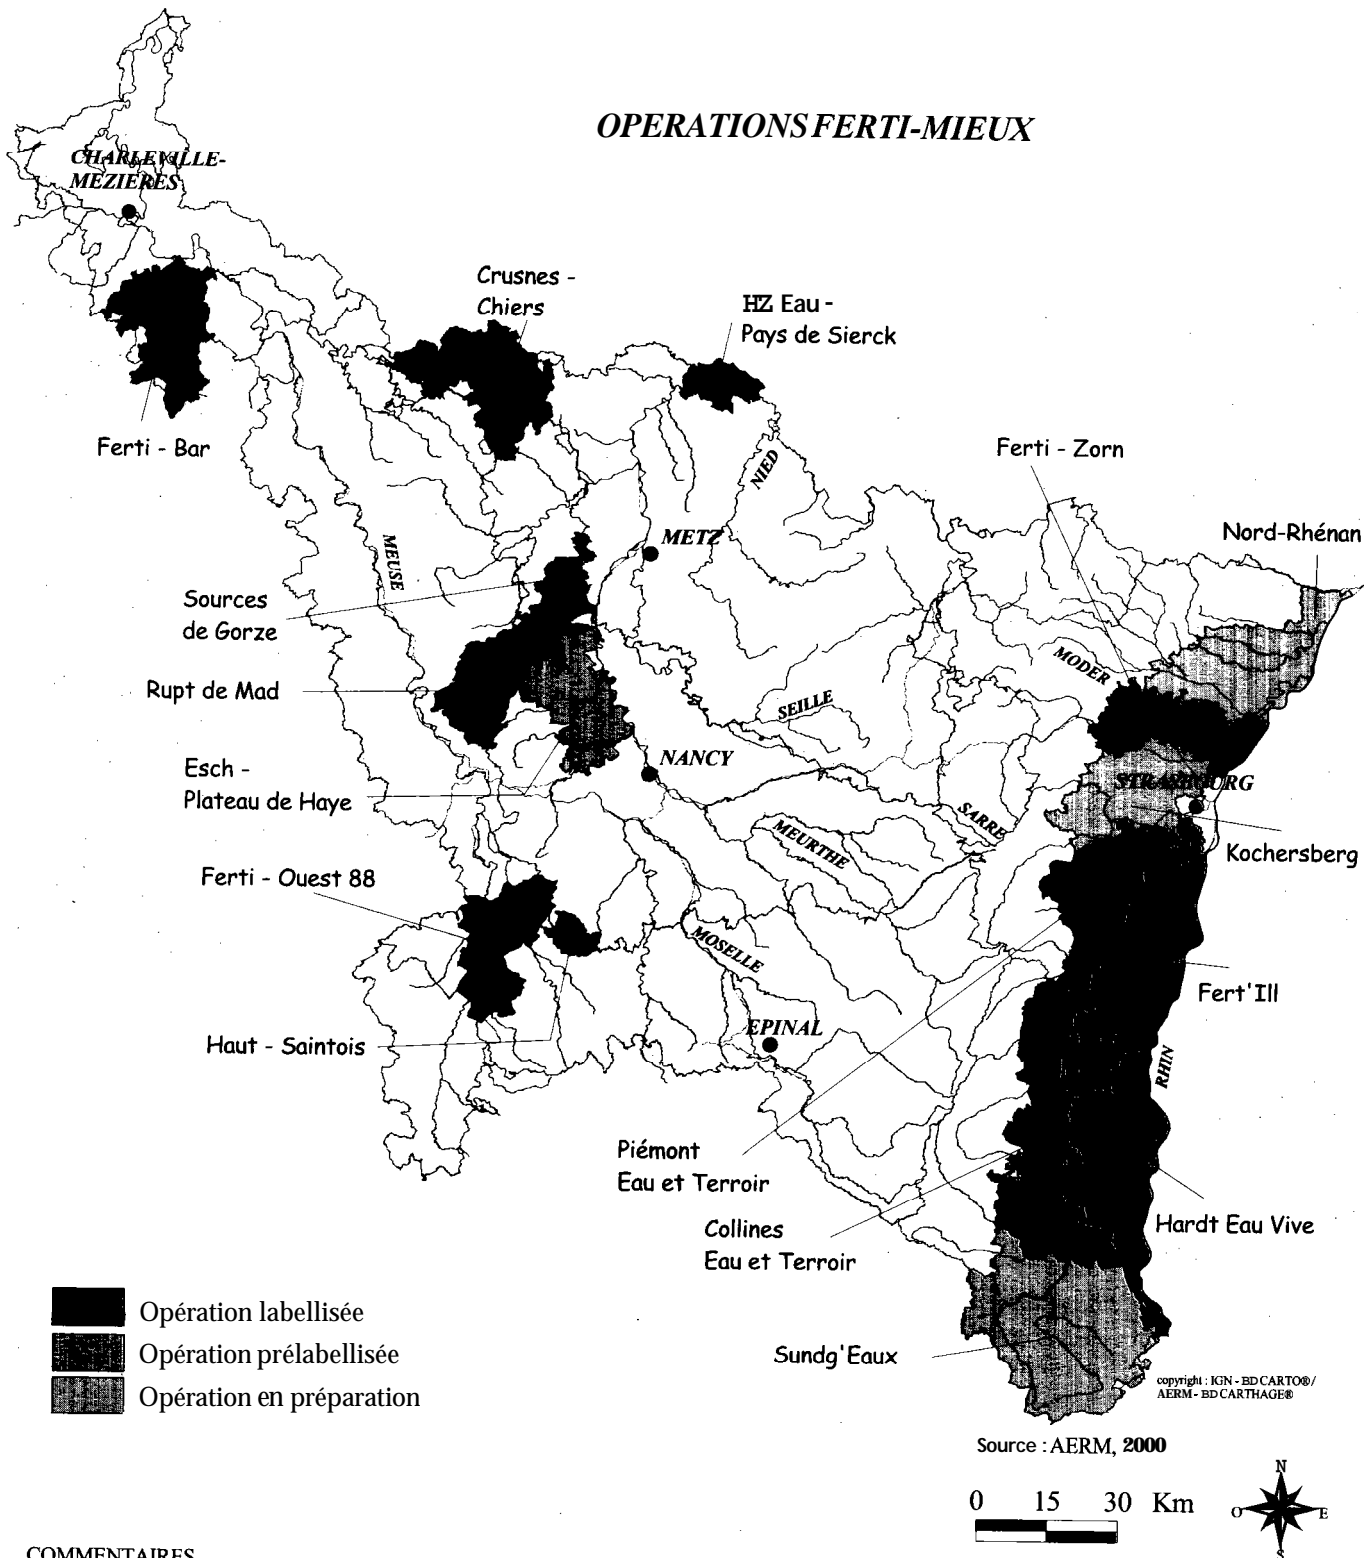 OPERATIONS FERTI-MIEUX
CHARLEVILLE-
MEZIERES
Crusnes -
Chiers
HZ Eau -
Pays de Sierck
Ferti - Bar
Ferti - Zorn
NIED
Nord-Rhénan
METZ
MEUSE
Sources
de Gorze
MODER
Rupt de Mad
SEILLE
NANCY
Esch -
Plateau de Haye
STRASBOURG
SARRE
MEURTHE
Kochersberg
Ferti - Ouest 88
MOSELLE
Fert'Ill
EPINAL
Haut - Saintois
RHIN
Piémont
Eau et Terroir
Collines
Eau et Terroir
Hardt Eau Vive
Opération labellisée
Opération prélabellisée
Opération en préparation
Sundg'Eaux
copyright : IGN - BD CARTO®/
AERM - BD CARTHAGE®
Source : AERM, 2000
0 15 30 Km
N
O E
S
COMMENTAIRES